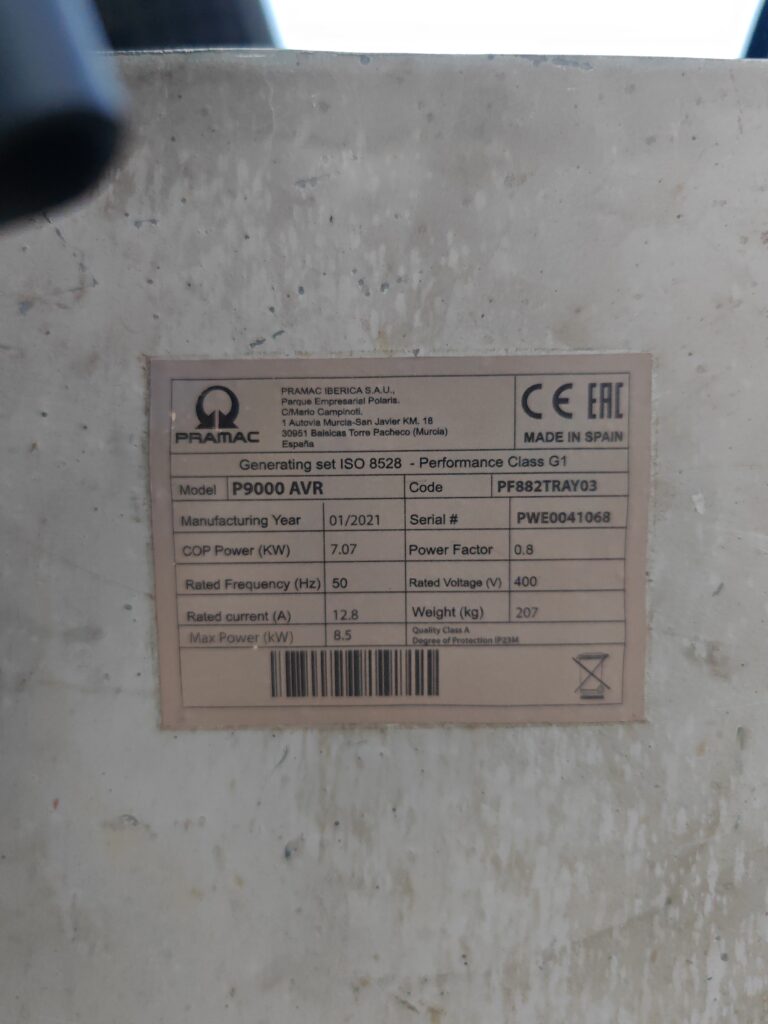 PRAMAC
PRAMAC IBERICA S.A.U.,
Parque Empresarial Polaris.
C/Mario Campinoti.
1 Autovia Murcia-San Javier KM. 18
30951 Balsicas Torre Pacheco (Murcia)
España
CE EAC
MADE IN SPAIN
Generating set ISO 8528 - Performance Class G1
Model P9000 AVR Code PF882TRAY03
Manufacturing Year 01/2021 Serial # PWE0041068
COP Power (KW) 7.07 Power Factor 0.8
Rated Frequency (Hz) 50 Rated Voltage (V) 400
Rated current (A) 12.8 Weight (kg) 207
Max Power (kW) 8.5 Quality Class A
Degree of Protection IP23M